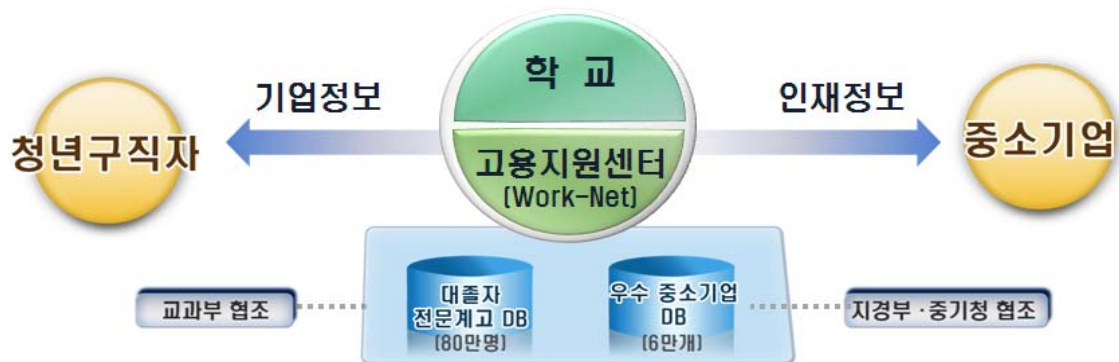 학 교
기업정보
인재정보
청년구직자
고용지원센터
(Work-Net)
중소기업
대졸자
전문계고 DB
(80만명)
우수 중소기업
DB
(6만개)
교과부 협조
지경부·중기청 협조